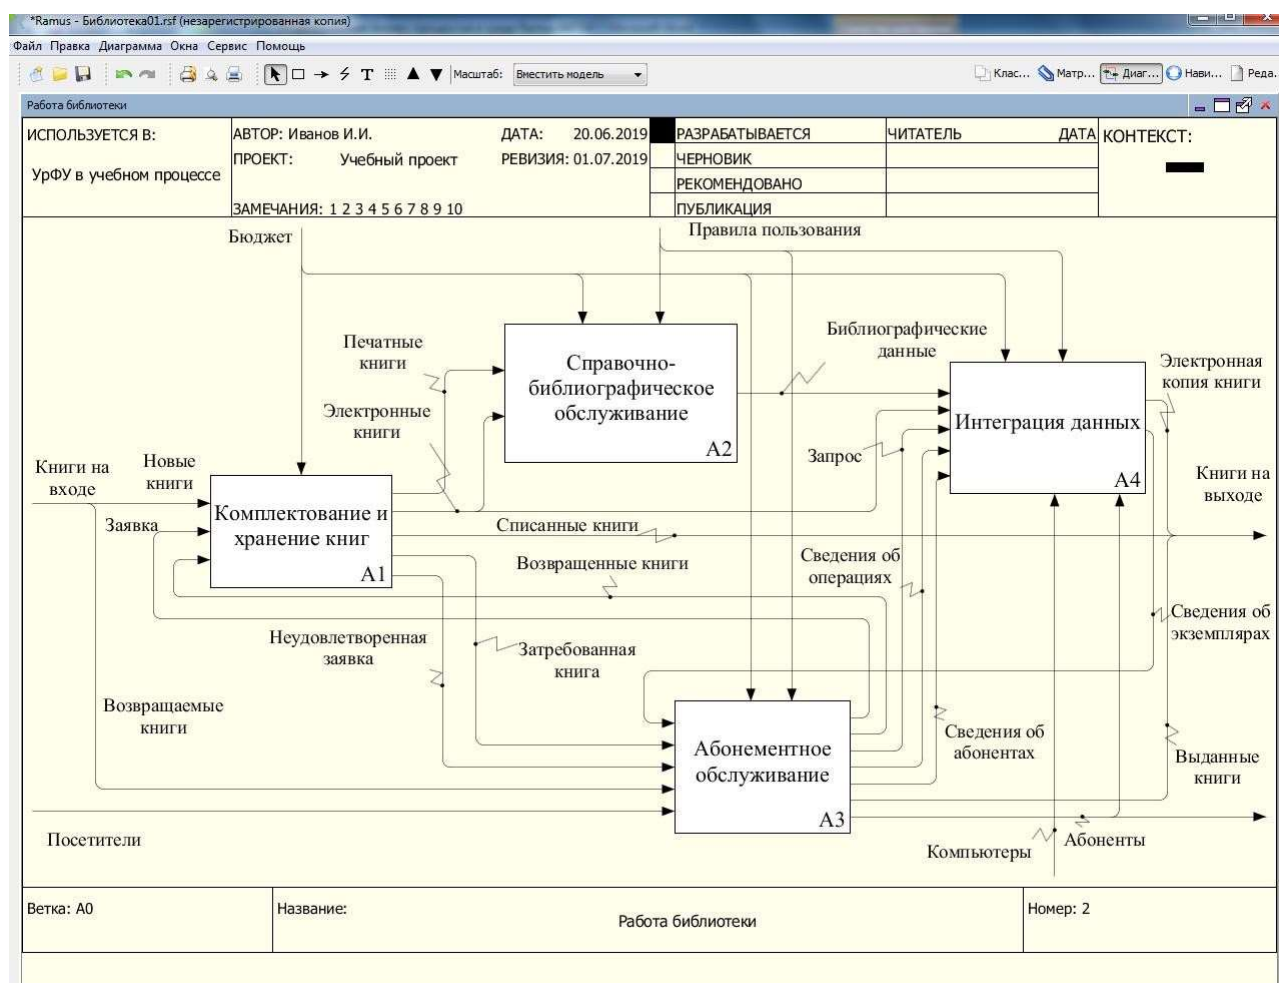 *Ramus - Библиотека01.rsf (незарегистрированная копия)
Файл Правка Диаграмма Окна Сервис Помощь
Масштаб: Вместить модель Клас... Матр... Диаг... Нави... Реда.
Работа библиотеки
ИСПОЛЬЗУЕТСЯ В:
УрФУ в учебном процессе
АВТОР: Иванов И.И.
ДАТА: 20.06.2019
ПРОЕКТ: Учебный проект
РЕВИЗИЯ: 01.07.2019
ЗАМЕЧАНИЯ: 1 2 3 4 5 6 7 8 9 10
РАЗРАБАТЫВАЕТСЯ
ЧЕРНОВИК
РЕКОМЕНДОВАНО
ПУБЛИКАЦИЯ
ЧИТАТЕЛЬ ДАТА
КОНТЕКСТ:
Бюджет
Правила пользования
Печатные
книги
Электронные
книги
Справочно-
библиографическое
обслуживание
A2
Библиографические
данные
Электронная
копия книги
Интеграция данных
A4
Запрос
Книги на
входе
Новые
книги
Книги на
выходе
Заявка
Комплектование и
хранение книг
A1
Списанные книги
Возвращенные книги
Сведения об
операциях
Сведения об
экземплярах
Неудовлетворенная
заявка
Затребованная
книга
Возвращаемые
книги
Абонементное
обслуживание
A3
Сведения об
абонентах
Выданные
книги
Посетители
Компьютеры
Абоненты
Ветка: A0
Название:
Работа библиотеки
Номер: 2